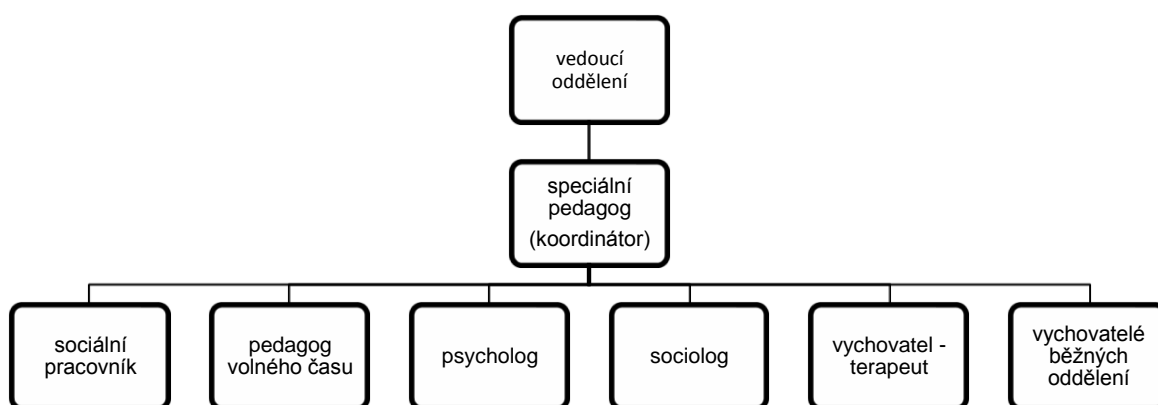 vedoucí
oddělení
speciální
pedagog
(koordinátor)
sociální
pracovník
pedagog
volného času
psycholog
sociolog
vychovatel -
terapeut
vychovatelé
běžných
oddělení